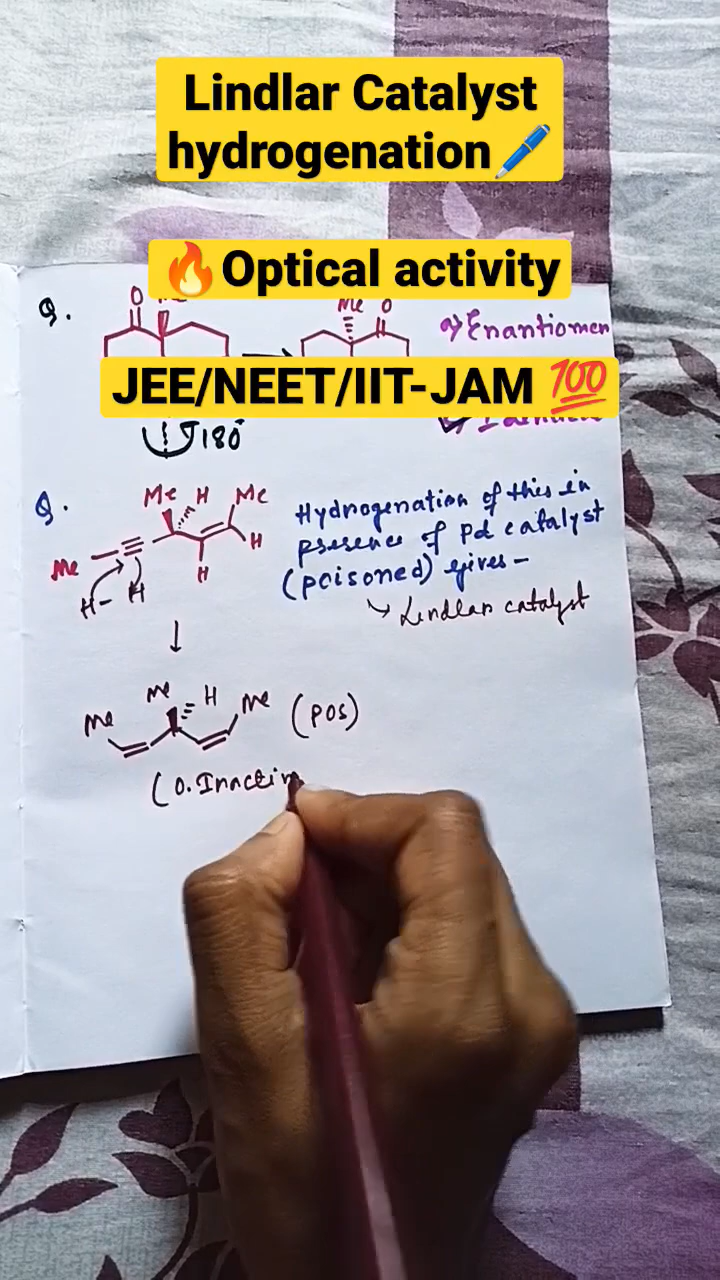 Lindlar Catalyst
hydrogenation🖊️
🔥Optical activity
Q.
O
Me O
a) Enantiomer
JEE/NEET/IIT-JAM 💯
180°
Q.
Me H Me
Me
H
H
H- H
Hydrogenation of this in
presence of Pd catalyst
(poisoned) gives -
↳ Lindlar catalyst
Me Me H Me (POS)
(O. Inactiv